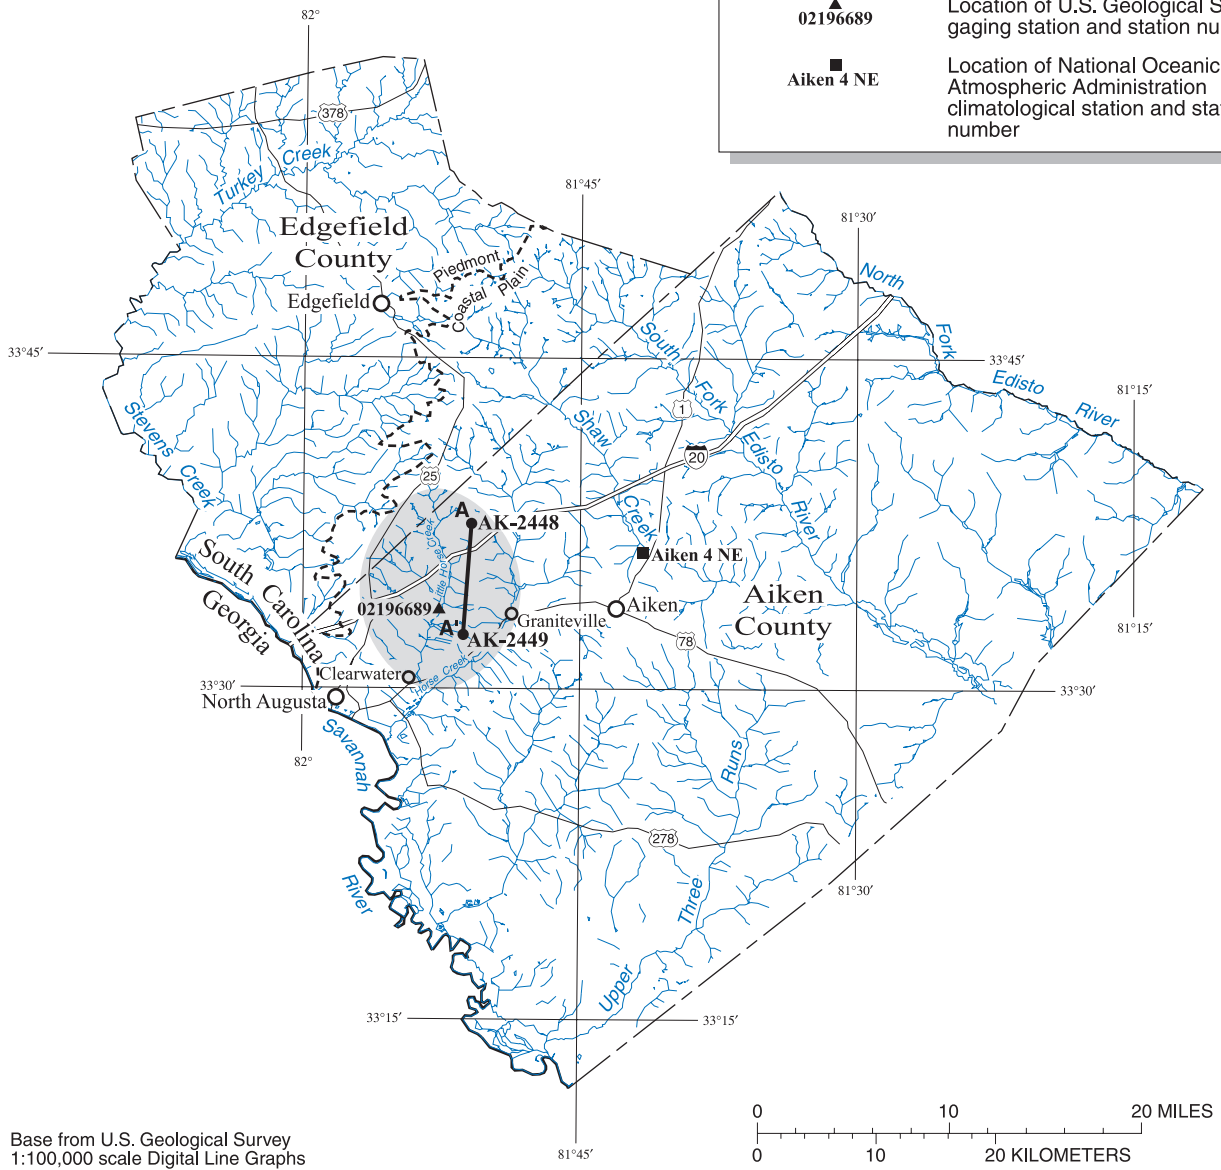 82°
02196689
Location of U.S. Geological S
gaging station and station nu
Aiken 4 NE
Location of National Oceanic
Atmospheric Administration
climatological station and stat
number
378
Turkey Creek
81°45′
81°30′
Edgefield
County
North Fork Edisto River
Piedmont
Coastal Plain
Edgefield
33°45′
33°45′
81°15′
South Fork Edisto River
1
Stevens Creek
Shaw Creek
20
25
A
AK-2448
Little Horse Creek
Aiken 4 NE
South Carolina
Georgia
02196689
Aiken
Graniteville
Aiken
County
A'
AK-2449
78
81°15′
Clearwater
Horse Creek
33°30′
33°30′
North Augusta
Savannah River
82°
278
Upper Three Runs
81°30′
33°15′
33°15′
81°45′
0 10 20 MILES
0 10 20 KILOMETERS
Base from U.S. Geological Survey
1:100,000 scale Digital Line Graphs